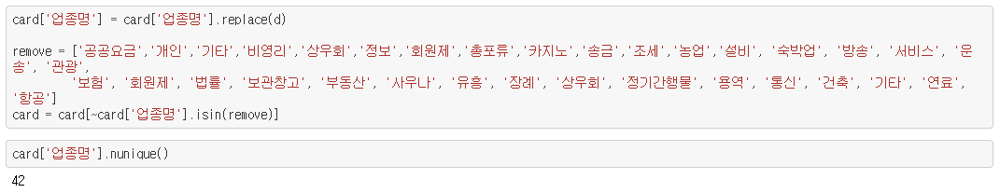 card['업종명'] = card['업종명'].replace(d)
remove = ['공공요금','개인','기타','비영리','상우회','정보','회원제','총포류','카지노','송금','조세','농업','설비', '숙박업', '방송', '서비스', '운
송', '관광',
'보험', '회원제', '법률', '보관창고', '부동산', '사우나', '유흥', '장례', '상우회', '정기간행물', '용역', '통신', '건축', '기타', '연료',
'항공']
card = card[~card['업종명'].isin(remove)]
card['업종명'].nunique()
42